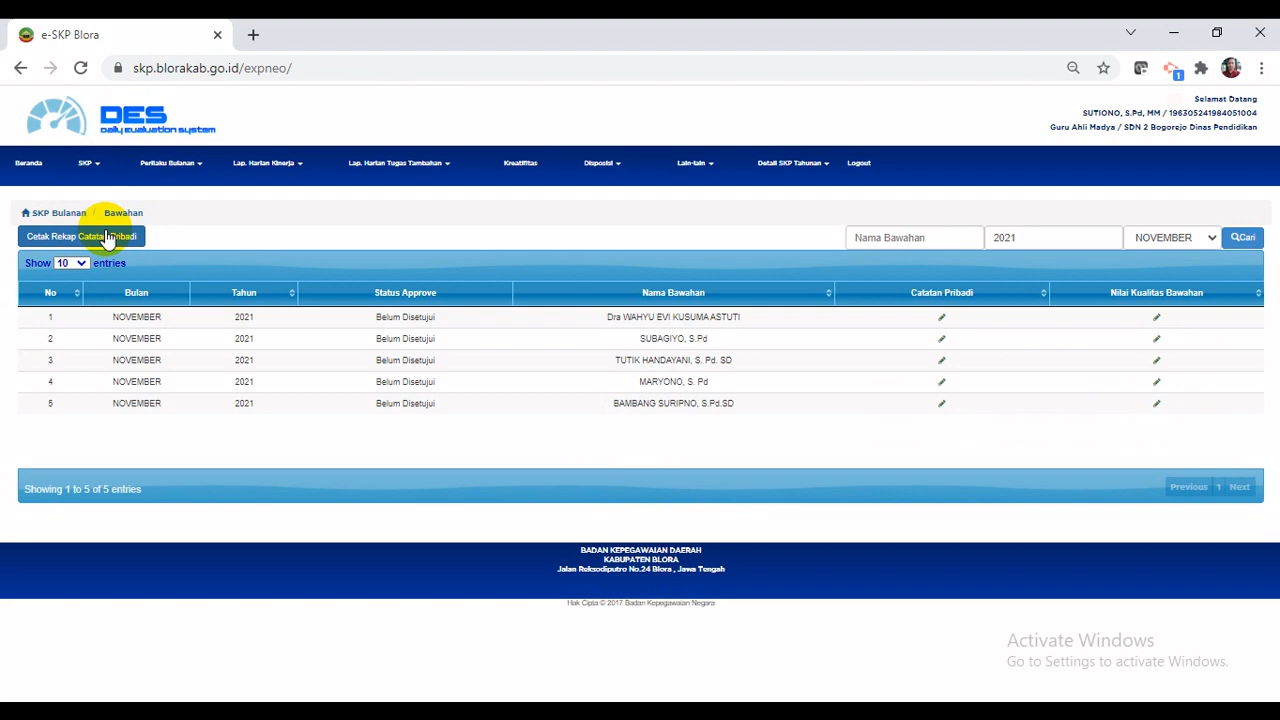 e-SKP Blora
skp.blorakab.go.id/expneo/
1
DES
daily evaluation system
Selamat Datang
SUTIONO, S.Pd, MM / 196305241984051004
Guru Ahli Madya / SDN 2 Bogorejo Dinas Pendidikan
Beranda SKP Perilaku Bulanan Lap. Harian Kinerja Lap. Harian Tugas Tambahan Kreatifitas Disposisi Lain-lain Detail SKP Tahunan Logout
SKP Bulanan / Bawahan
Cetak Rekap Catatan Pribadi Nama Bawahan 2021 NOVEMBER Cari
Show 10 entries
No Bulan Tahun Status Approve Nama Bawahan Catatan Pribadi Nilai Kualitas Bawahan
1 NOVEMBER 2021 Belum Disetujui Dra WAHYU EVI KUSUMA ASTUTI
2 NOVEMBER 2021 Belum Disetujui SUBAGIYO, S.Pd
3 NOVEMBER 2021 Belum Disetujui TUTIK HANDAYANI, S. Pd. SD
4 NOVEMBER 2021 Belum Disetujui MARYONO, S. Pd
5 NOVEMBER 2021 Belum Disetujui BAMBANG SURIPNO, S.Pd.SD
Showing 1 to 5 of 5 entries Previous 1 Next
BADAN KEPEGAWAIAN DAERAH
KABUPATEN BLORA
Jalan Reksodiputro No.24 Blora , Jawa Tengah
Hak Cipta © 2017 Badan Kepegawaian Negara
Activate Windows
Go to Settings to activate Windows.